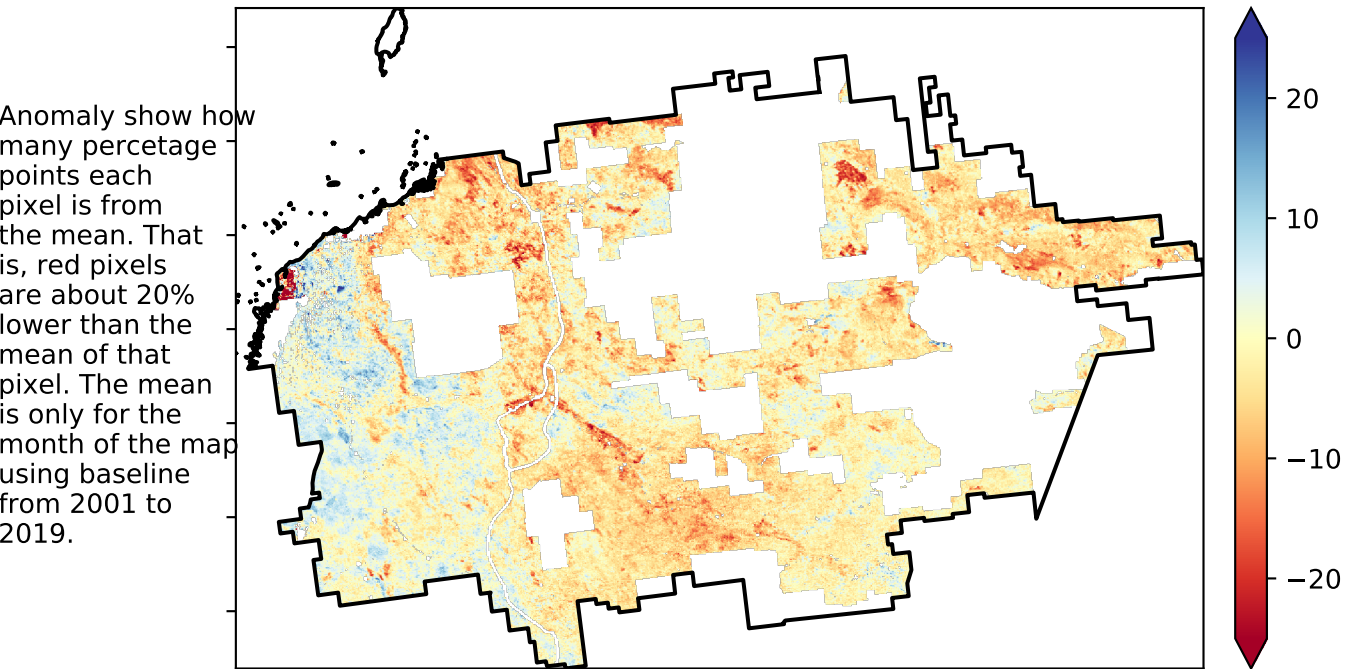 Anomaly show how
many percetage
points each
pixel is from
the mean. That
is, red pixels
are about 20%
lower than the
mean of that
pixel. The mean
is only for the
month of the map
using baseline
from 2001 to
2019.
20
10
0
−10
−20